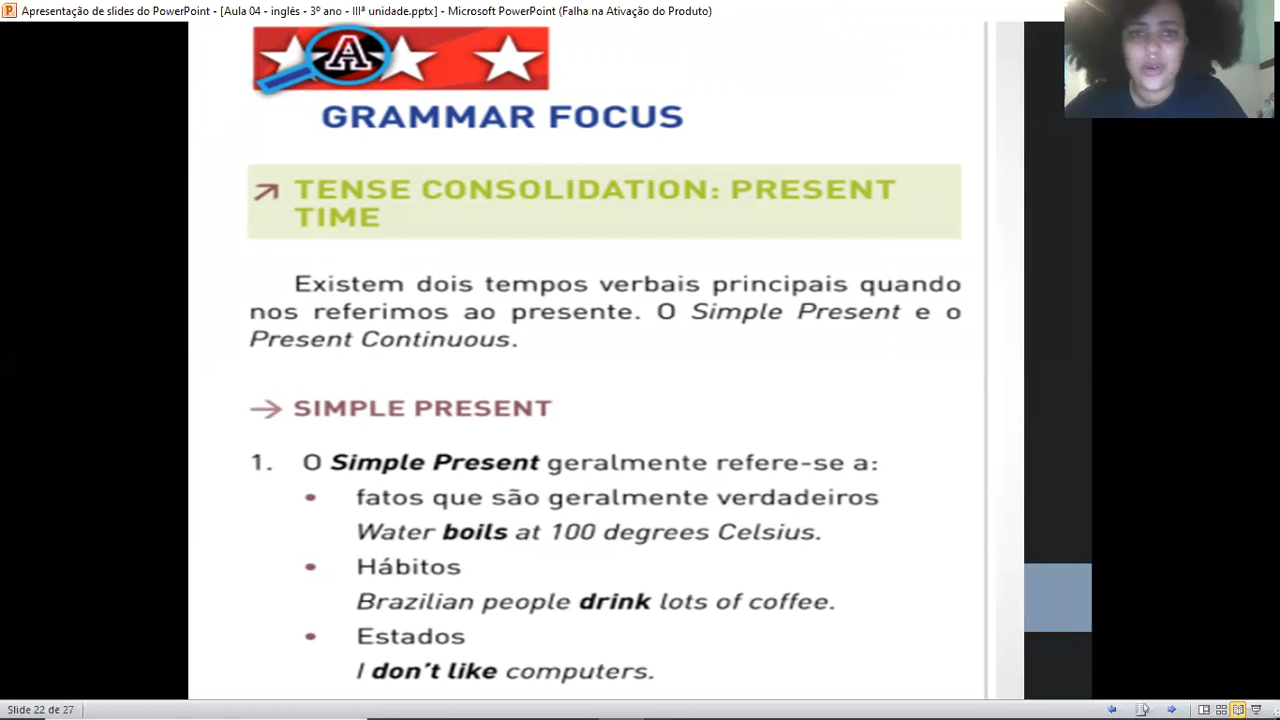 Apresentação de slides do PowerPoint - [Aula 04 - inglês - 3º ano - IIIª unidade.pptx] - Microsoft PowerPoint (Falha na Ativação do Produto)
A
GRAMMAR FOCUS
TENSE CONSOLIDATION: PRESENT
TIME
Existem dois tempos verbais principais quando
nos referimos ao presente. O Simple Present e o
Present Continuous.
SIMPLE PRESENT
1. O Simple Present geralmente refere-se a:
• fatos que são geralmente verdadeiros
Water boils at 100 degrees Celsius.
• Hábitos
Brazilian people drink lots of coffee.
• Estados
I don't like computers.
Slide 22 de 27